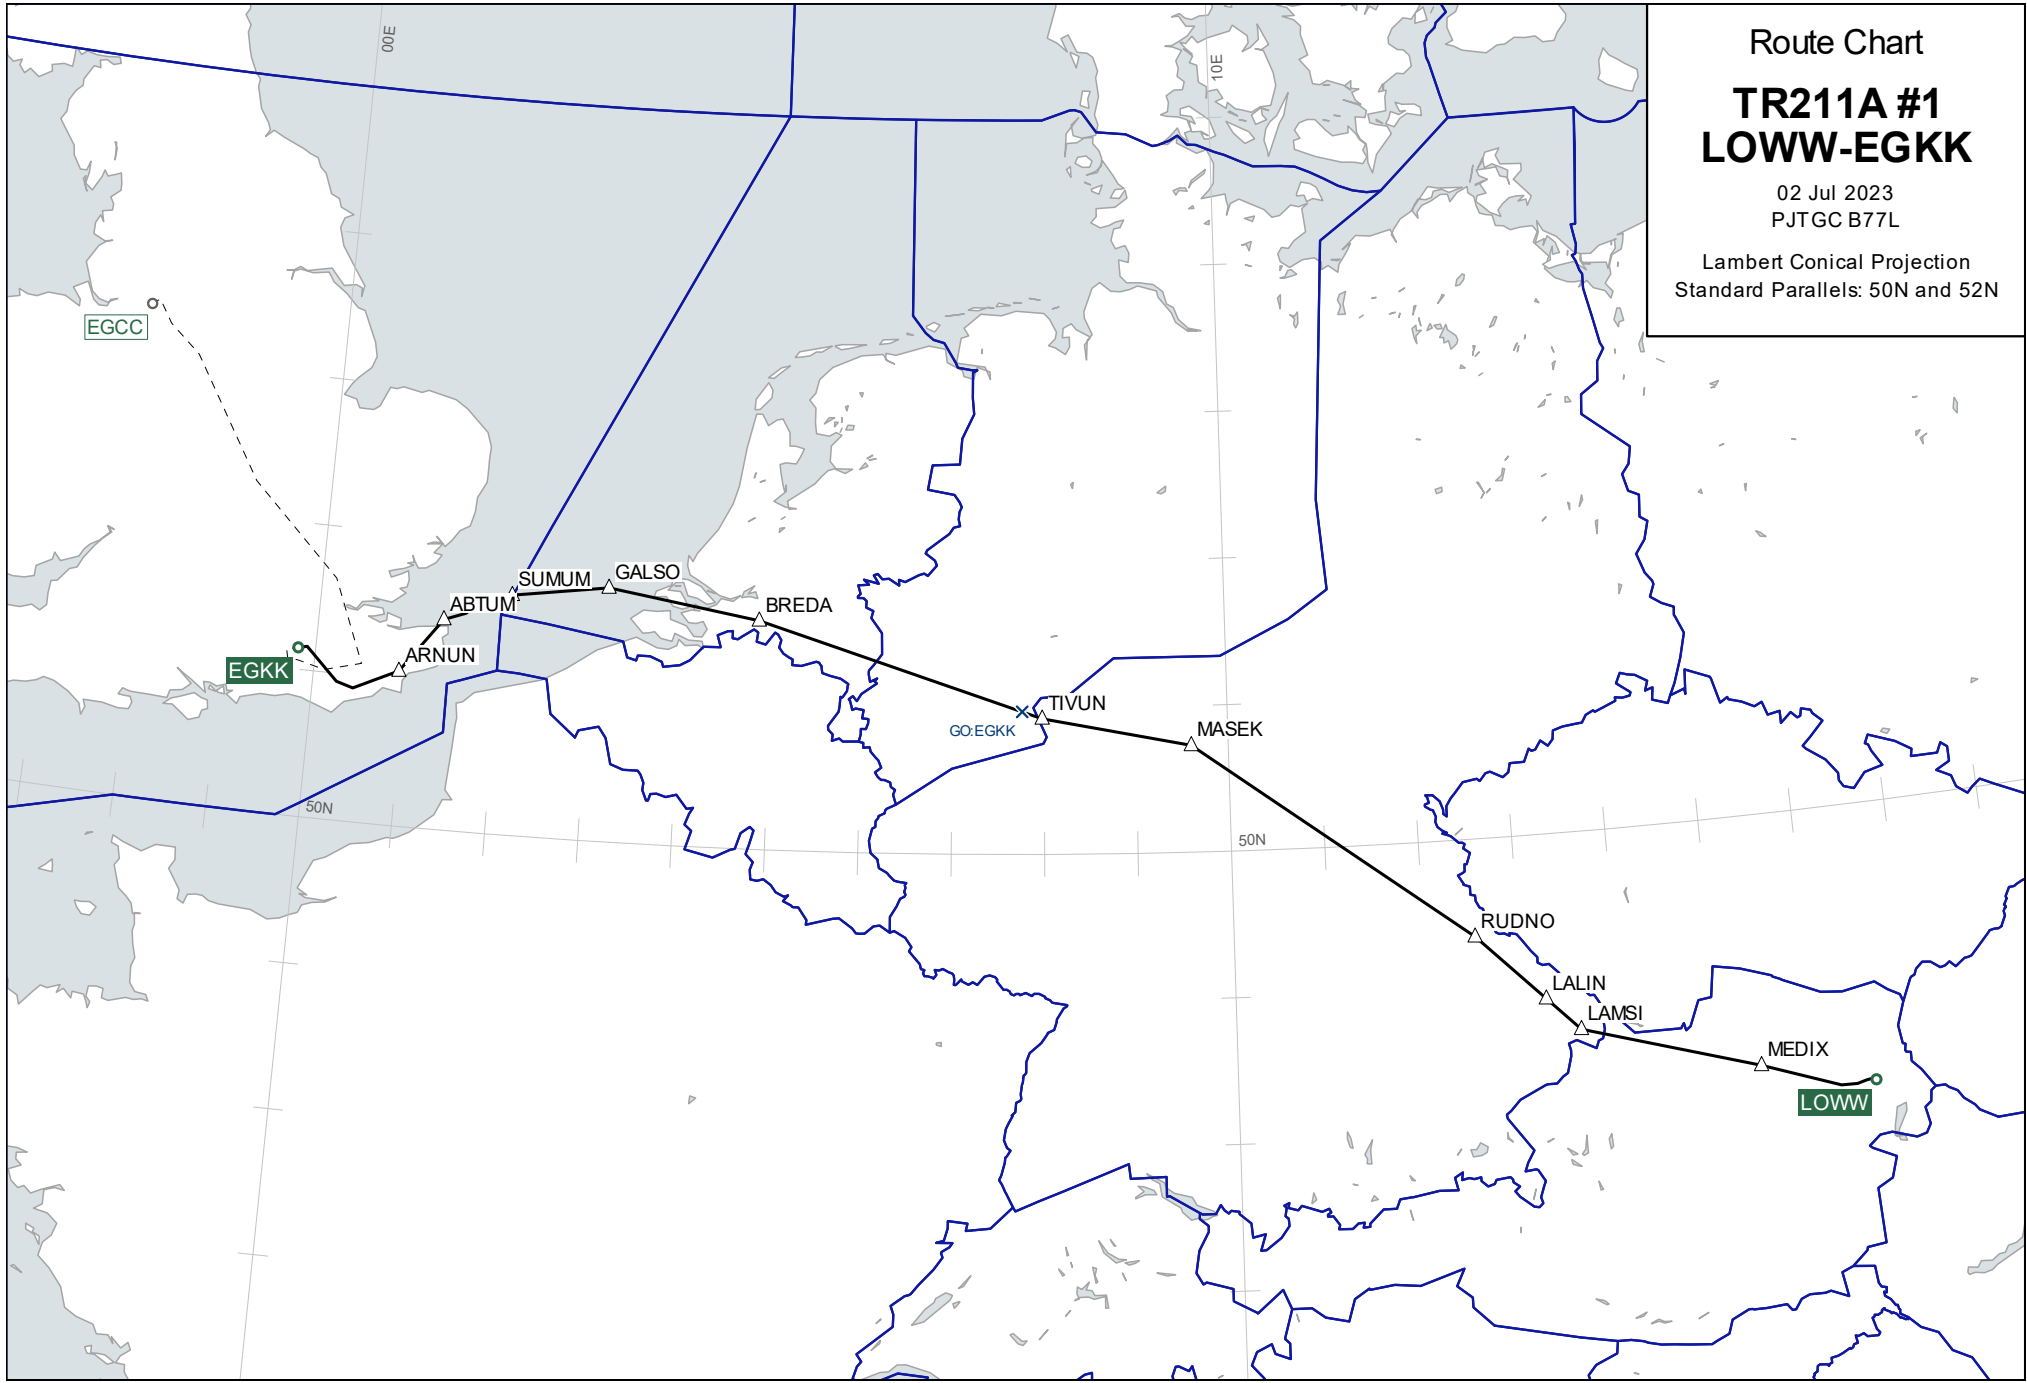 Route Chart
TR211A #1
LOWW-EGKK
02 Jul 2023
PJTGC B77L
Lambert Conical Projection
Standard Parallels: 50N and 52N
00E
10E
EGCC
SUMUM
GALSO
ABTUM
BREDA
ARNUN
EGKK
TIVUN
GO:EGKK
MASEK
50N
50N
RUDNO
LALIN
LAMSI
MEDIX
LOWW